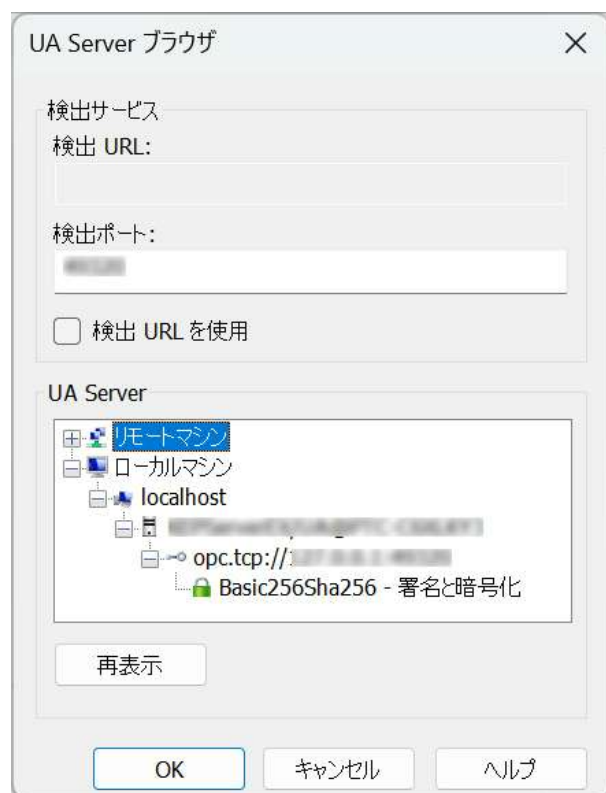 UA Server ブラウザ
検出サービス
検出 URL:
検出ポート:
検出 URL を使用
UA Server
リモートマシン
ローカルマシン
localhost
opc.tcp://
Basic256Sha256 - 署名と暗号化
再表示
OK
キャンセル
ヘルプ